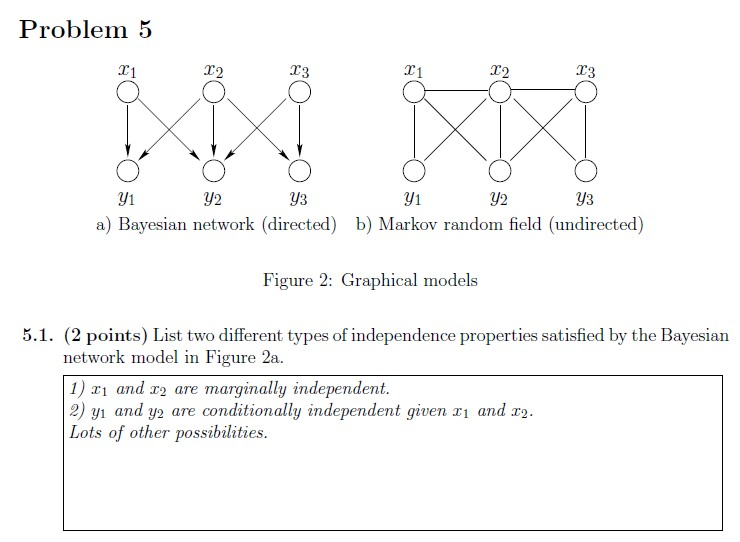 Problem 5
x1 x2 x3 x1 x2 x3
y1 y2 y3 y1 y2 y3
a) Bayesian network (directed) b) Markov random field (undirected)
Figure 2: Graphical models
5.1. (2 points) List two different types of independence properties satisfied by the Bayesian
network model in Figure 2a.
1) x1 and x2 are marginally independent.
2) y1 and y2 are conditionally independent given x1 and x2.
Lots of other possibilities.